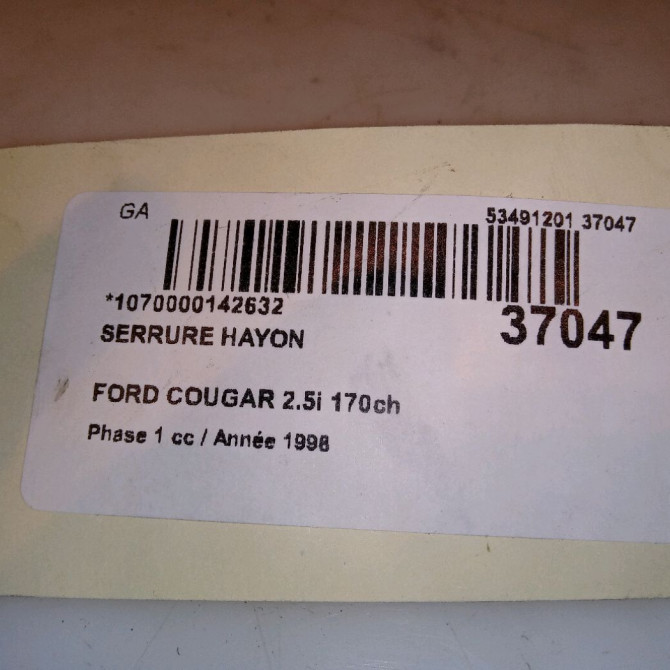 GA
53491201 37047
*1070000142632
37047
SERRURE HAYON
FORD COUGAR 2.5i 170ch
Phase 1 cc / Année 1998